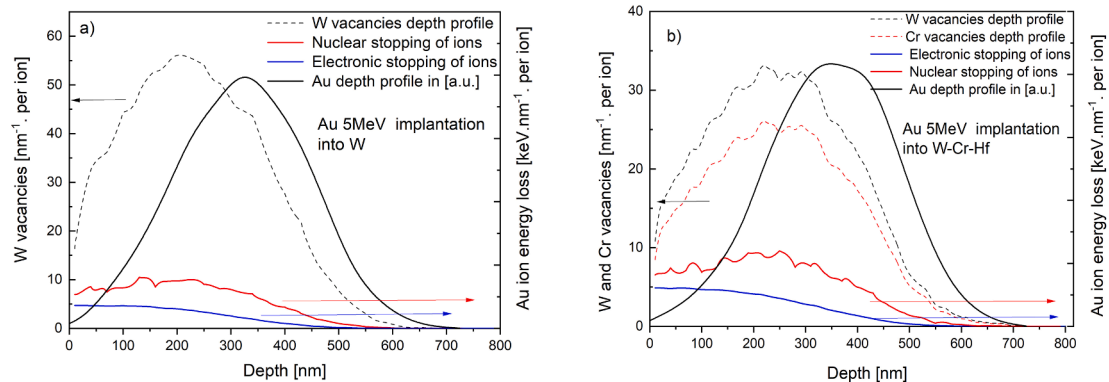 a)
W vacancies depth profile
Nuclear stopping of ions
Electronic stopping of ions
Au depth profile in [a.u.]
Au 5MeV implantation
into W
W vacancies [nm⁻¹. per ion]
Au ion energy loss [keV.nm⁻¹. per ion]
60
50
40
30
20
10
0
0 100 200 300 400 500 600 700 800
Depth [nm]
b)
W vacancies depth profile
Cr vacancies depth profile
Electronic stopping of ions
Nuclear stopping of ions
Au depth profile in [a.u.]
Au 5MeV implantation
into W-Cr-Hf
W and Cr vacancies [nm⁻¹. per ion]
Au ion energy loss [keV.nm⁻¹. per ion]
40
30
20
10
0
0 100 200 300 400 500 600 700 800
Depth [nm]